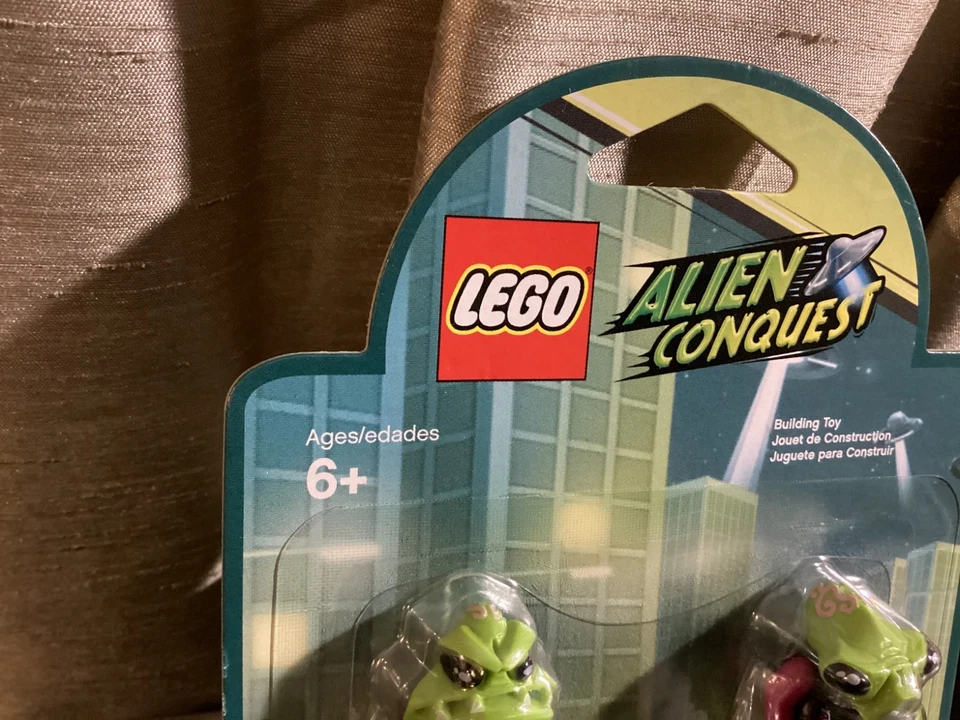 LEGO
ALIEN
CONQUEST
Ages/edades
6+
Building Toy
Jouet de Construction
Juguete para Construir